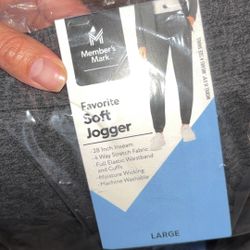 Member's
Mark.
Favorite
Soft
Jogger
- 28 Inch Inseam
- 4 Way Stretch Fabric
- Full Elastic Waistband
and Cuffs
- Moisture Wicking
- Machine Washable
LARGE